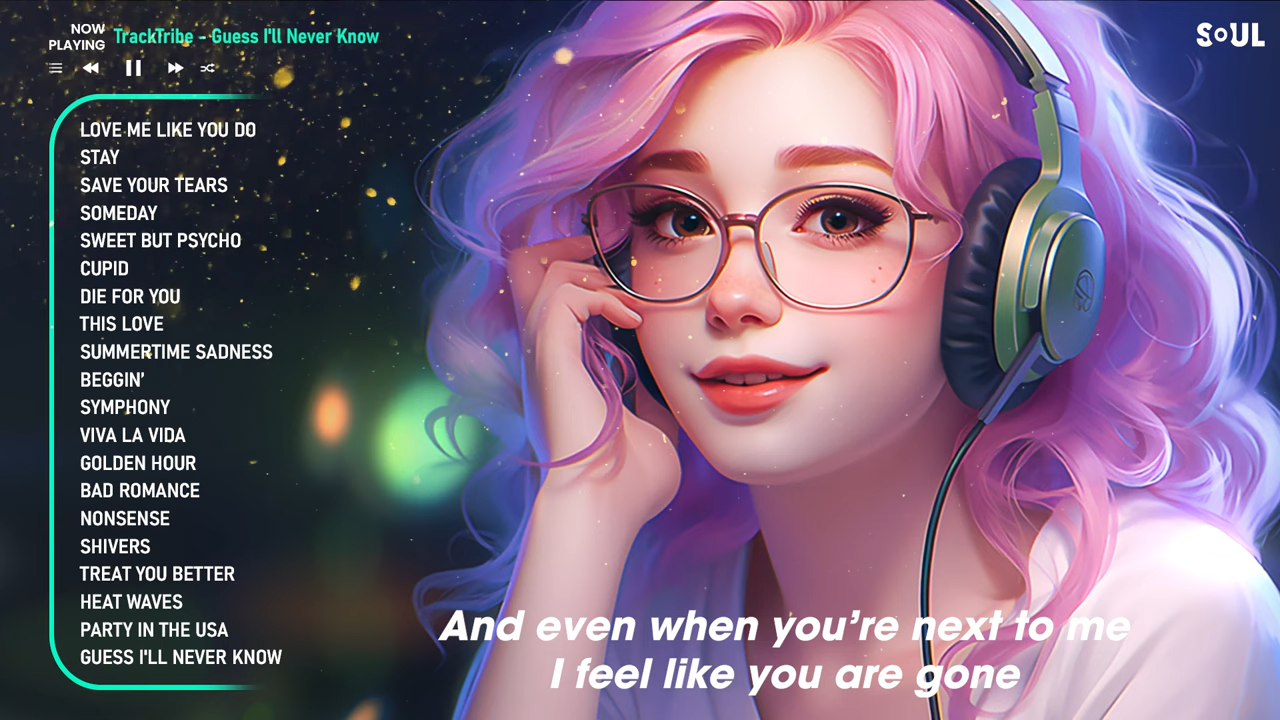 NOW
PLAYING
TrackTribe - Guess I'll Never Know
SOUL
LOVE ME LIKE YOU DO
STAY
SAVE YOUR TEARS
SOMEDAY
SWEET BUT PSYCHO
CUPID
DIE FOR YOU
THIS LOVE
SUMMERTIME SADNESS
BEGGIN'
SYMPHONY
VIVA LA VIDA
GOLDEN HOUR
BAD ROMANCE
NONSENSE
SHIVERS
TREAT YOU BETTER
HEAT WAVES
PARTY IN THE USA
GUESS I'LL NEVER KNOW
And even when you're next to me
I feel like you are gone